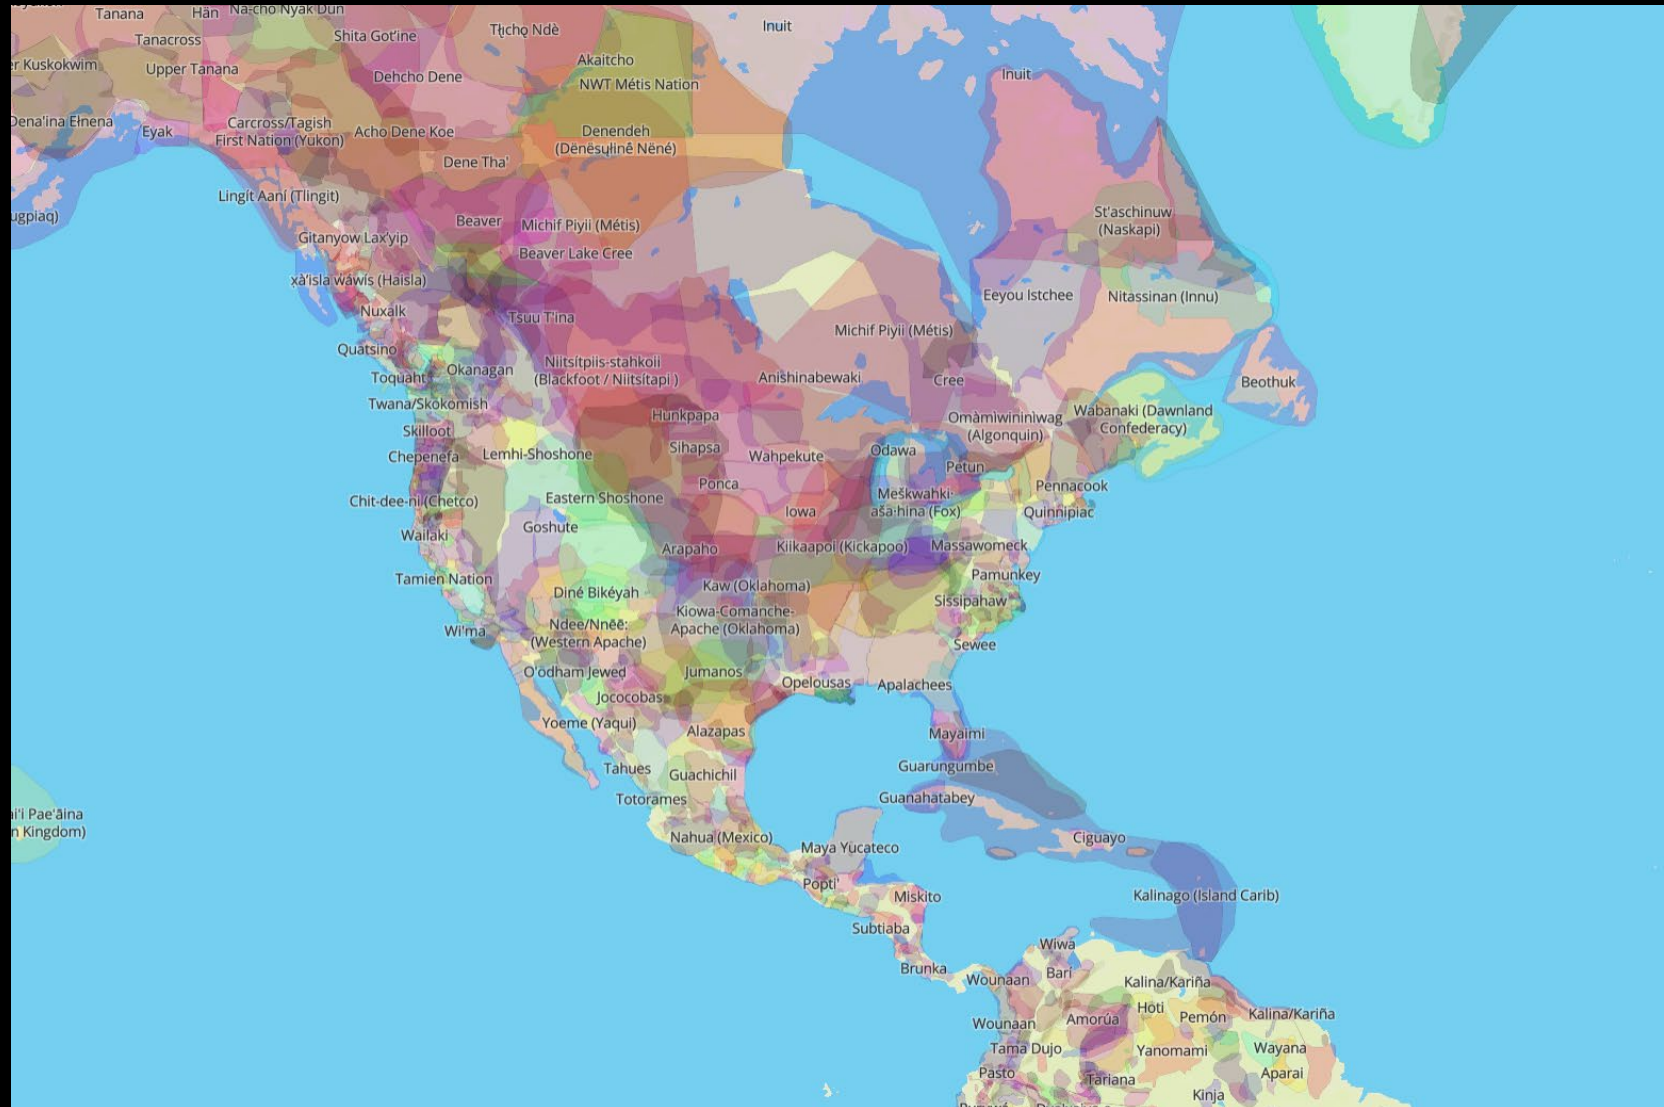 Tanana
Hän
Na-cho Nyak Dun
Tanacross
Shita Got'ine
Tłı̨chǫ Ndè
Inuit
er Kuskokwim
Upper Tanana
Dehcho Dene
Akaitcho
NWT Métis Nation
Inuit
Dena'ina Ełnena
Eyak
Carcross/Tagish
First Nation (Yukon)
Acho Dene Koe
Denendeh
(Dënësųłinë́ Nëné)
Dene Tha'
Lingít Aaní (Tlingit)
ugpiaq)
Beaver
Michif Piyii (Métis)
St'aschinuw
(Naskapi)
Gitanyow Lax'yip
Beaver Lake Cree
xàʼisla wáwís (Haisla)
Eeyou Istchee
Nitassinan (Innu)
Nuxalk
Tsuu T'ina
Michif Piyii (Métis)
Quatsino
Niitsítpiis-stahkoii
(Blackfoot / Niitsítapi )
Okanagan
Toquaht
Anishinabewaki
Cree
Beothuk
Twana/Skokomish
Hunkpapa
Omàmìwininìwag
(Algonquin)
Wabanaki (Dawnland
Confederacy)
Skilloot
Sihapsa
Chepenefa
Lemhi-Shoshone
Wahpekute
Odawa
Petun
Ponca
Pennacook
Chit-dee-ni (Chetco)
Eastern Shoshone
Meškwahki·
aša·hina (Fox)
Iowa
Quinnipiac
Goshute
Wailaki
Arapaho
Kiikaapoi (Kickapoo)
Massawomeck
Tamien Nation
Pamunkey
Diné Bikéyah
Kaw (Oklahoma)
Sissipahaw
Kiowa-Comanche-
Apache (Oklahoma)
Wi'ma
Ndee/Nnēē:
(Western Apache)
Sewee
O'odham Jewed
Jumanos
Opelousas
Apalachees
Jococobas
Yoeme (Yaqui)
Alazapas
Mayaimi
Tahues
Guachichil
Guarungumbe
Totorames
Guanahatabey
ai'i Pae'āina
n Kingdom)
Nahua (Mexico)
Maya Yucateco
Ciguayo
Popti'
Miskito
Kalinago (Island Carib)
Subtiaba
Brunka
Wiwa
Wounaan
Barí
Kalina/Kariña
Hoti
Wounaan
Amorúa
Pemón
Kalina/Kariña
Tama Dujo
Yanomami
Wayana
Pasto
Tariana
Aparai
Kinja